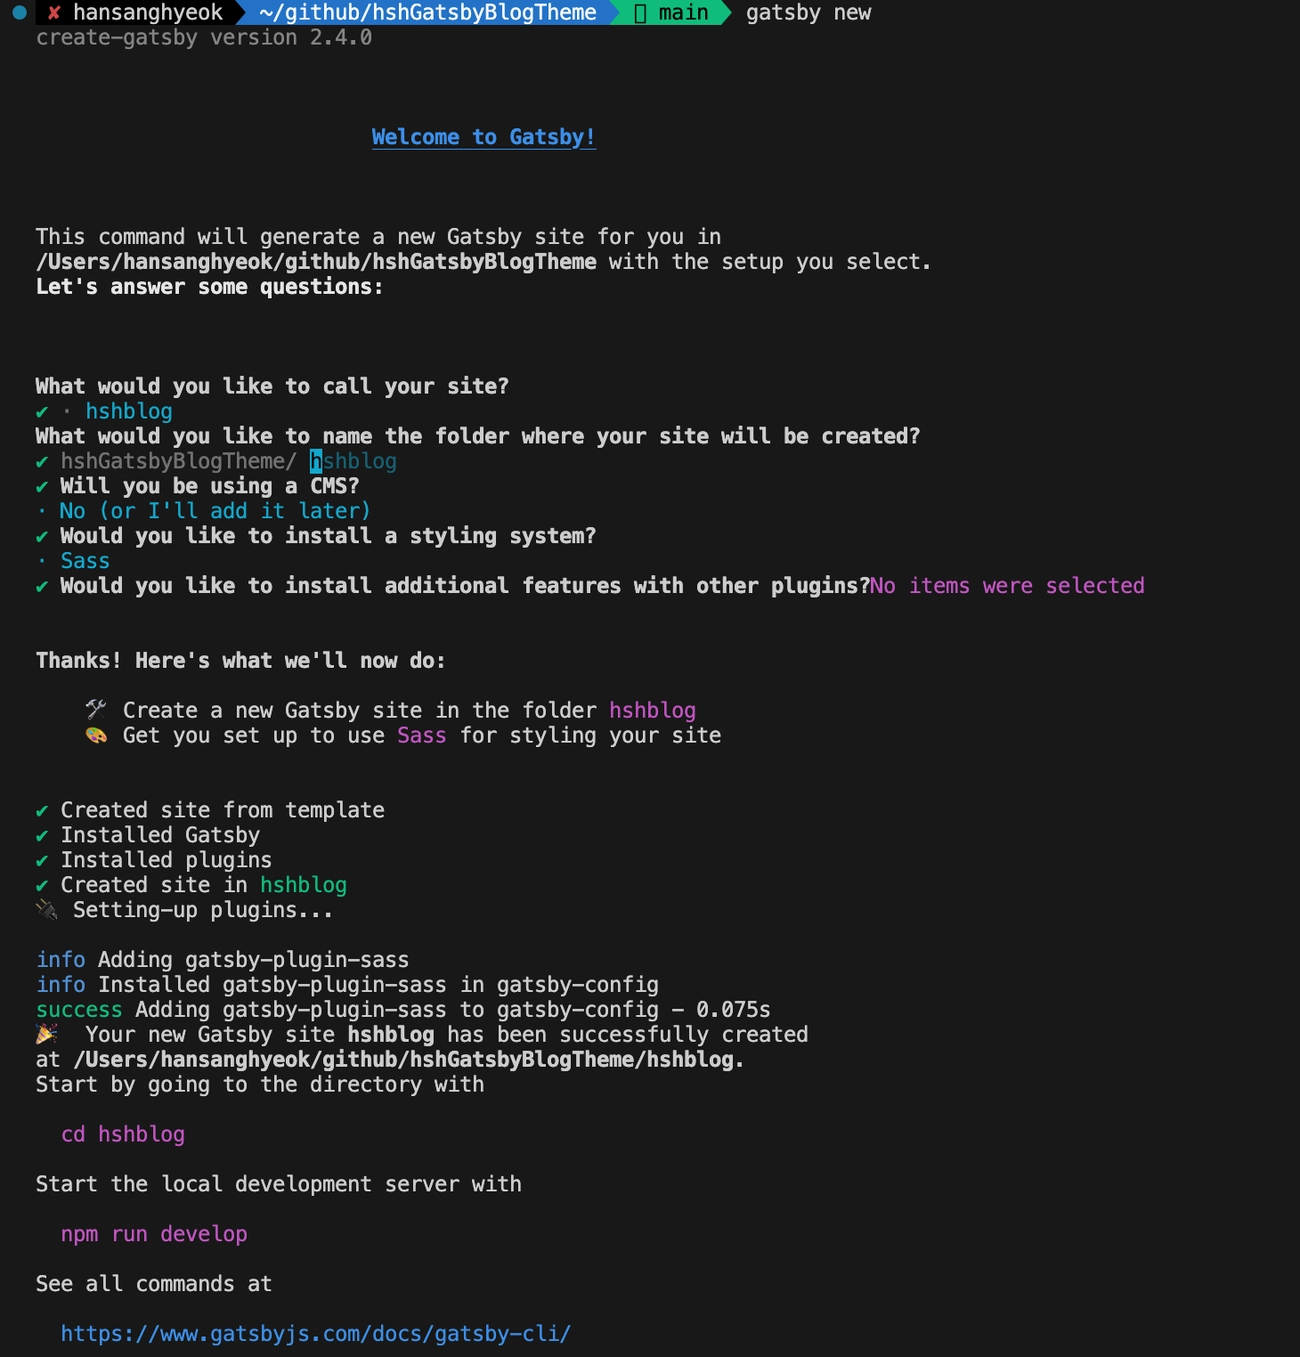 ✘ hansanghyeok ~/github/hshGatsbyBlogTheme main gatsby new
create-gatsby version 2.4.0
Welcome to Gatsby!
This command will generate a new Gatsby site for you in
/Users/hansanghyeok/github/hshGatsbyBlogTheme with the setup you select.
Let's answer some questions:
What would you like to call your site?
✔ · hshblog
What would you like to name the folder where your site will be created?
✔ hshGatsbyBlogTheme/ hshblog
✔ Will you be using a CMS?
· No (or I'll add it later)
✔ Would you like to install a styling system?
· Sass
✔ Would you like to install additional features with other plugins?No items were selected
Thanks! Here's what we'll now do:
🛠 Create a new Gatsby site in the folder hshblog
🎨 Get you set up to use Sass for styling your site
✔ Created site from template
✔ Installed Gatsby
✔ Installed plugins
✔ Created site in hshblog
🔌 Setting-up plugins...
info Adding gatsby-plugin-sass
info Installed gatsby-plugin-sass in gatsby-config
success Adding gatsby-plugin-sass to gatsby-config - 0.075s
🎉 Your new Gatsby site hshblog has been successfully created
at /Users/hansanghyeok/github/hshGatsbyBlogTheme/hshblog.
Start by going to the directory with
cd hshblog
Start the local development server with
npm run develop
See all commands at
https://www.gatsbyjs.com/docs/gatsby-cli/